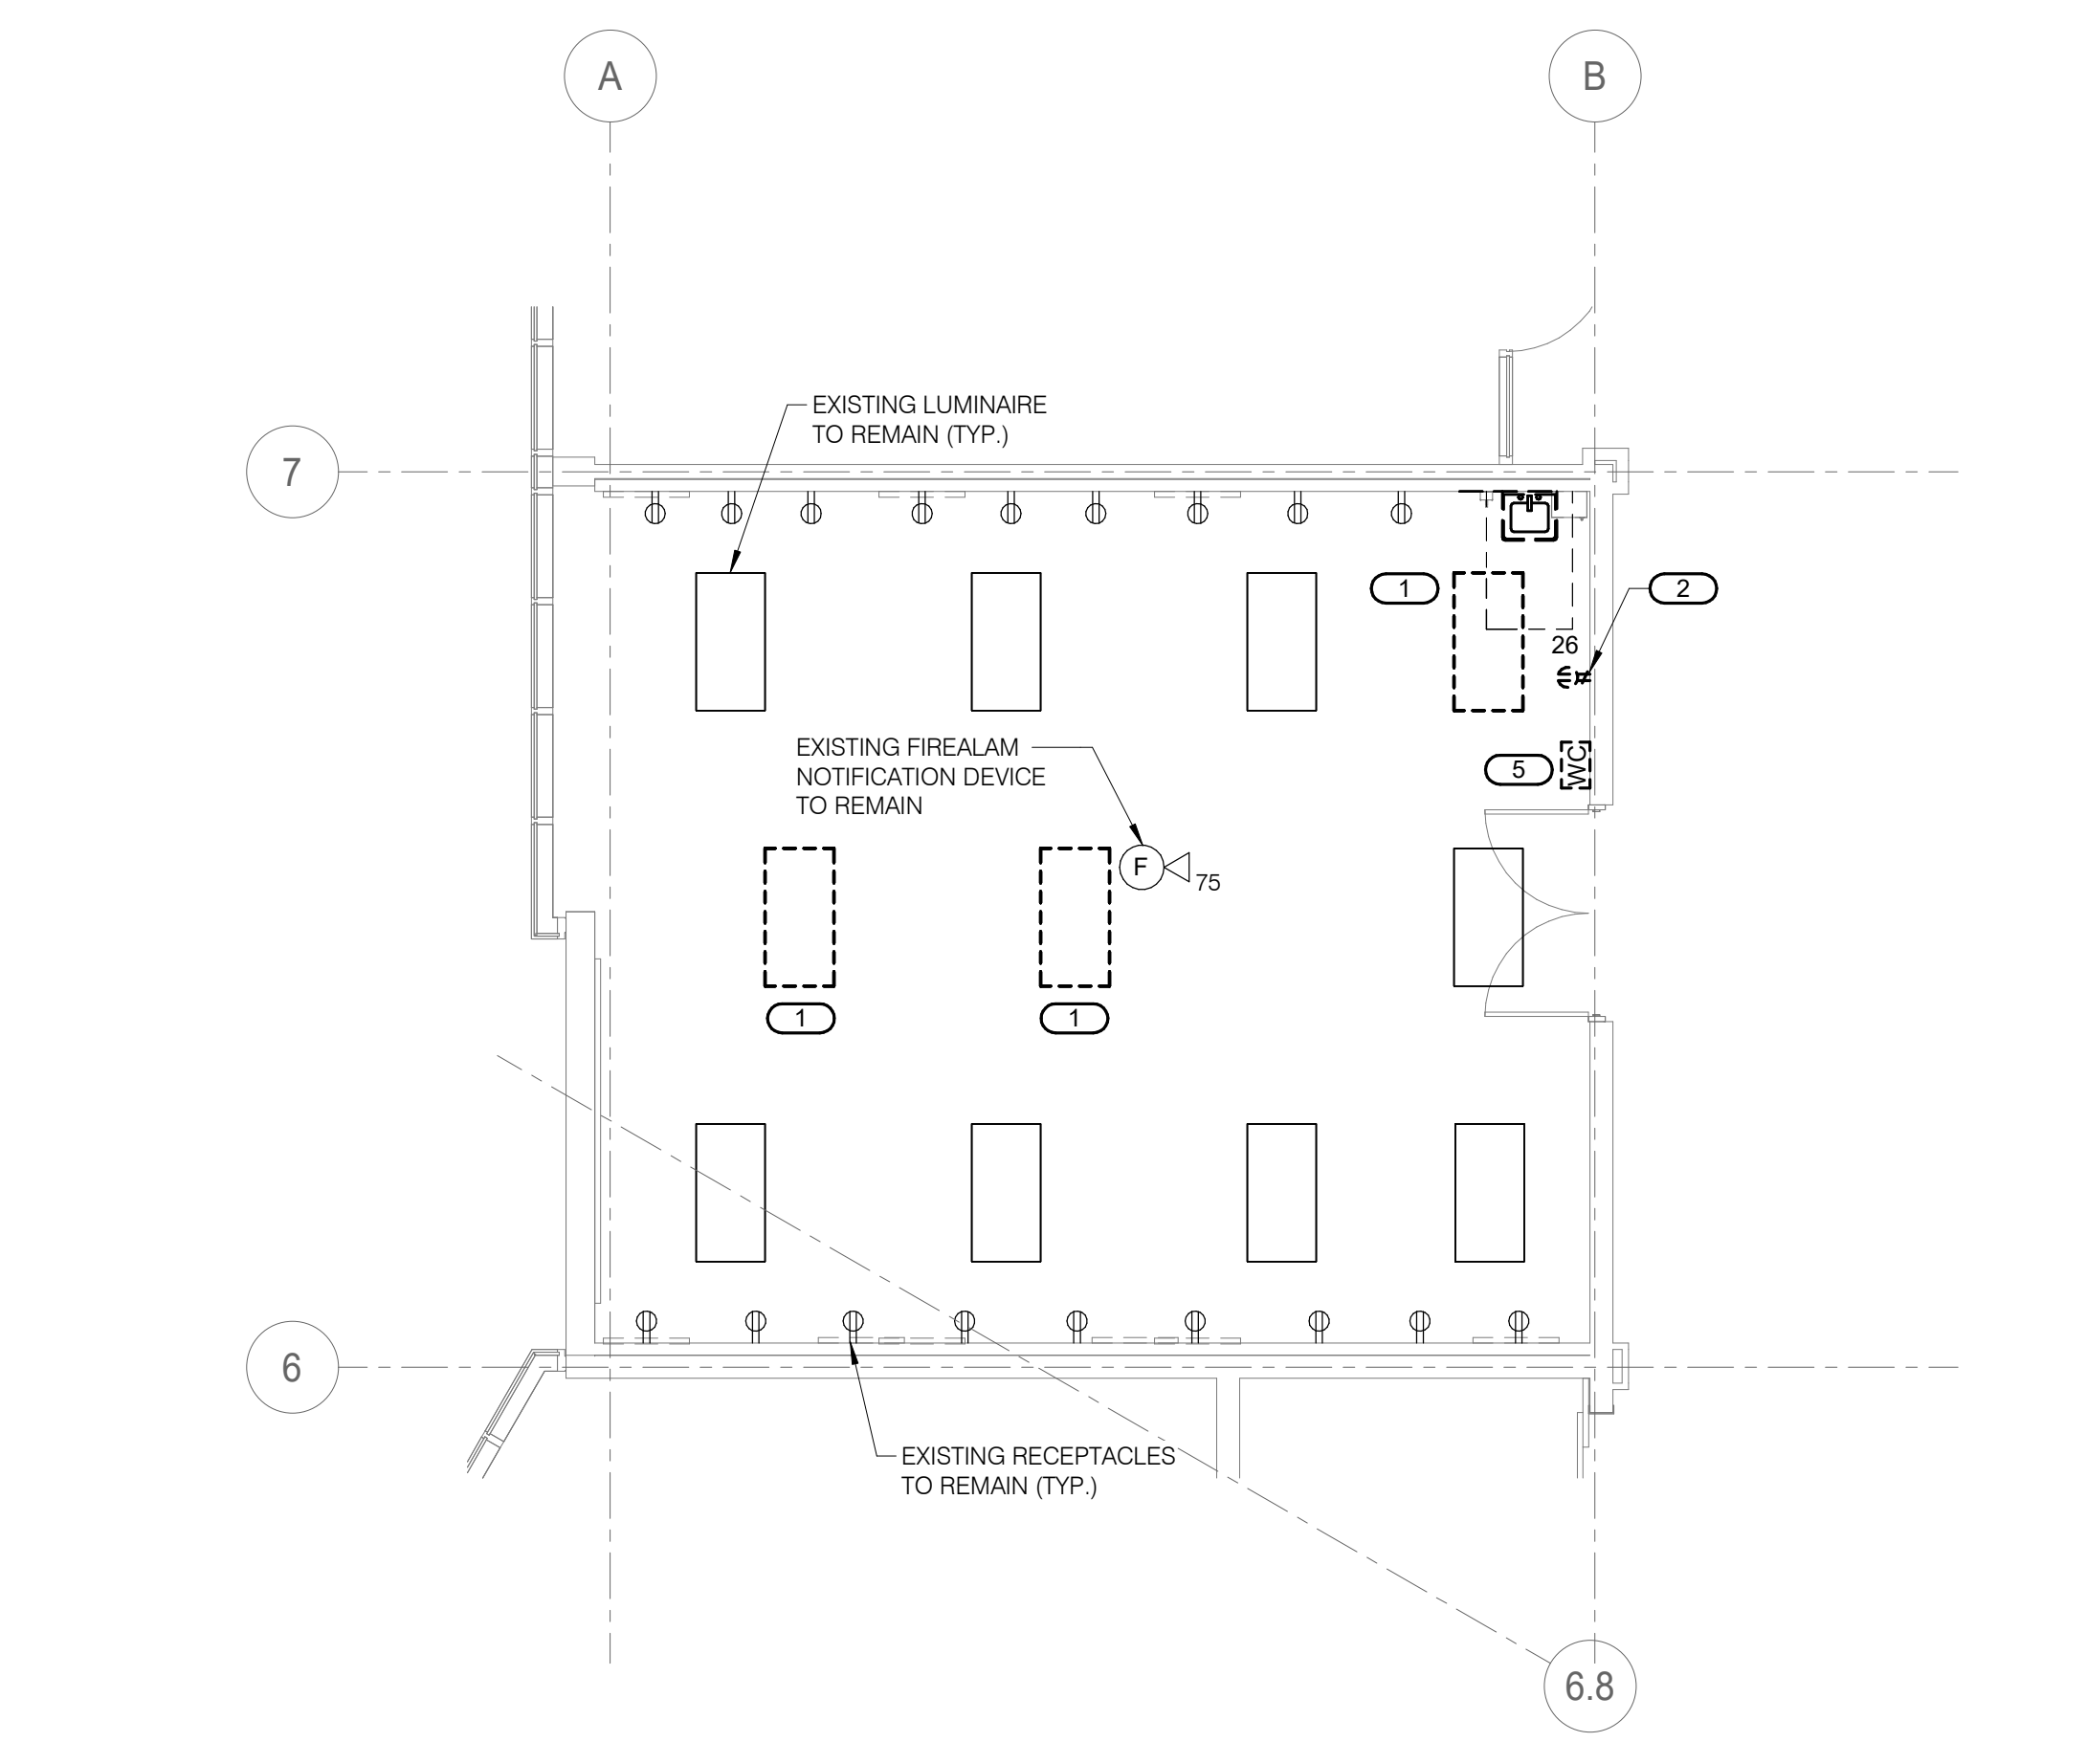 A
B
EXISTING LUMINAIRE
TO REMAIN (TYP.)
7
1
2
26
EXISTING FIREALAM
NOTIFICATION DEVICE
TO REMAIN
WC
5
F
75
1
1
6
EXISTING RECEPTACLES
TO REMAIN (TYP.)
6.8